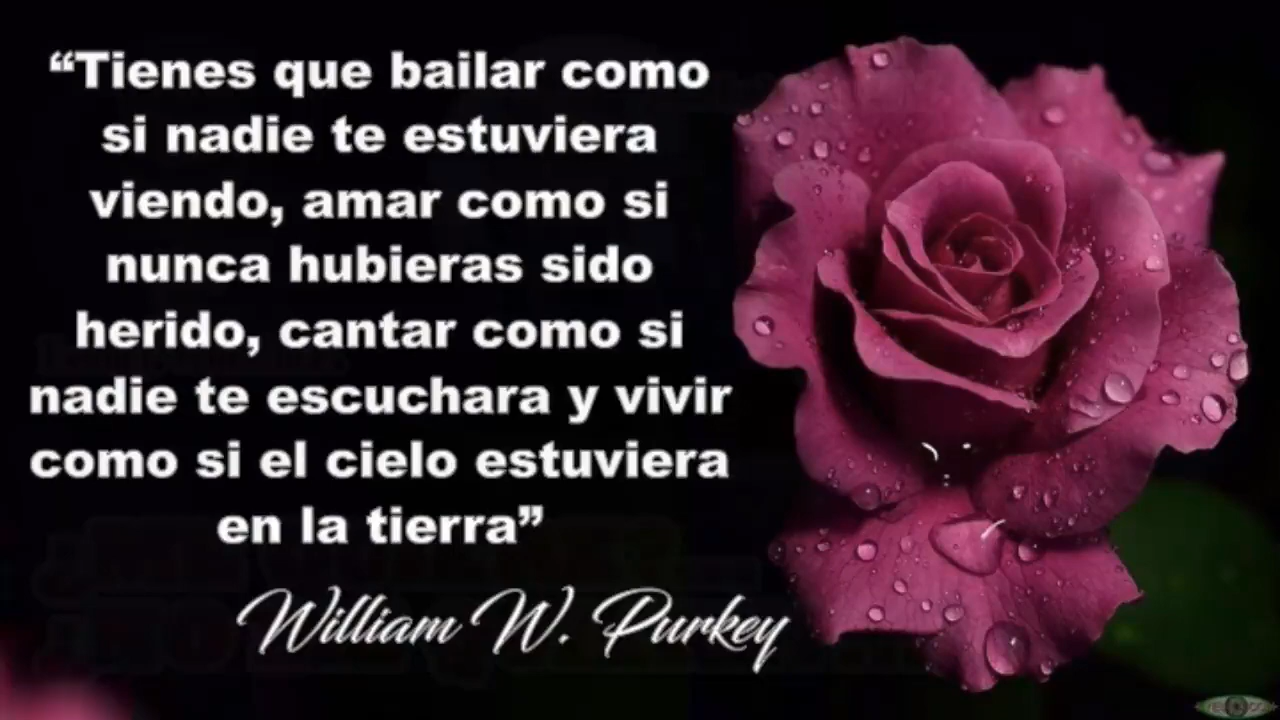 “Tienes que bailar como
si nadie te estuviera
viendo, amar como si
nunca hubieras sido
herido, cantar como si
nadie te escuchara y vivir
como si el cielo estuviera
en la tierra”
William W. Purkey